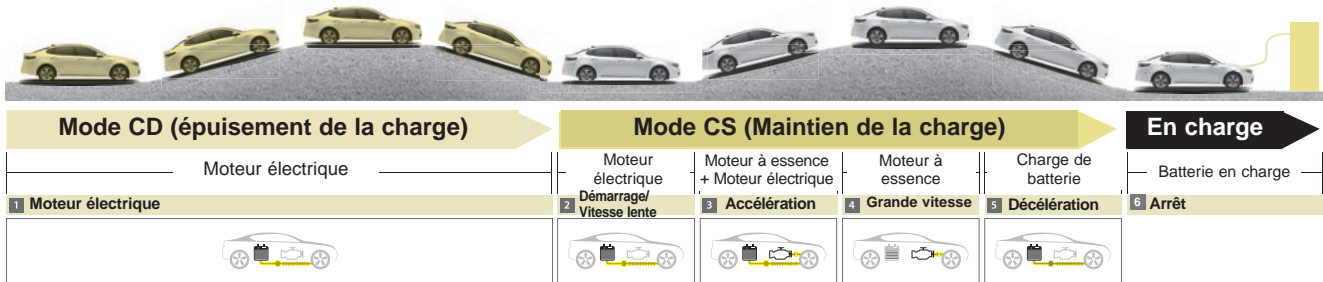 Mode CD (épuisement de la charge)
Mode CS (Maintien de la charge)
En charge
Moteur électrique
Moteur
électrique
Moteur à essence
+ Moteur électrique
Moteur à
essence
Charge de
batterie
Batterie en charge
1 Moteur électrique
2 Démarrage/
Vitesse lente
3 Accélération
4 Grande vitesse
5 Décélération
6 Arrêt